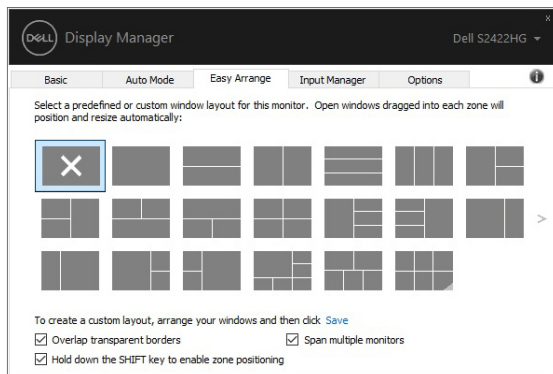 DELL Display Manager
Dell S2422HG
Basic Auto Mode Easy Arrange Input Manager Options
Select a predefined or custom window layout for this monitor. Open windows dragged into each zone will
position and resize automatically:
To create a custom layout, arrange your windows and then click Save
Overlap transparent borders Span multiple monitors
Hold down the SHIFT key to enable zone positioning